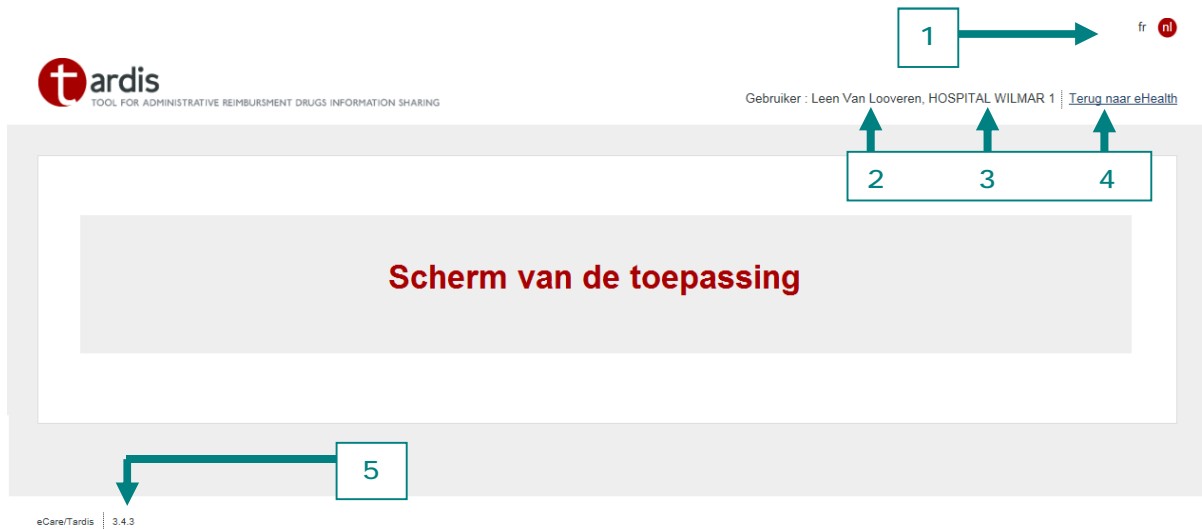 1
fr nl
tardis
TOOL FOR ADMINISTRATIVE REIMBURSMENT DRUGS INFORMATION SHARING
Gebruiker : Leen Van Looveren, HOSPITAL WILMAR 1 Terug naar eHealth
2 3 4
Scherm van de toepassing
5
eCare/Tardis 3.4.3